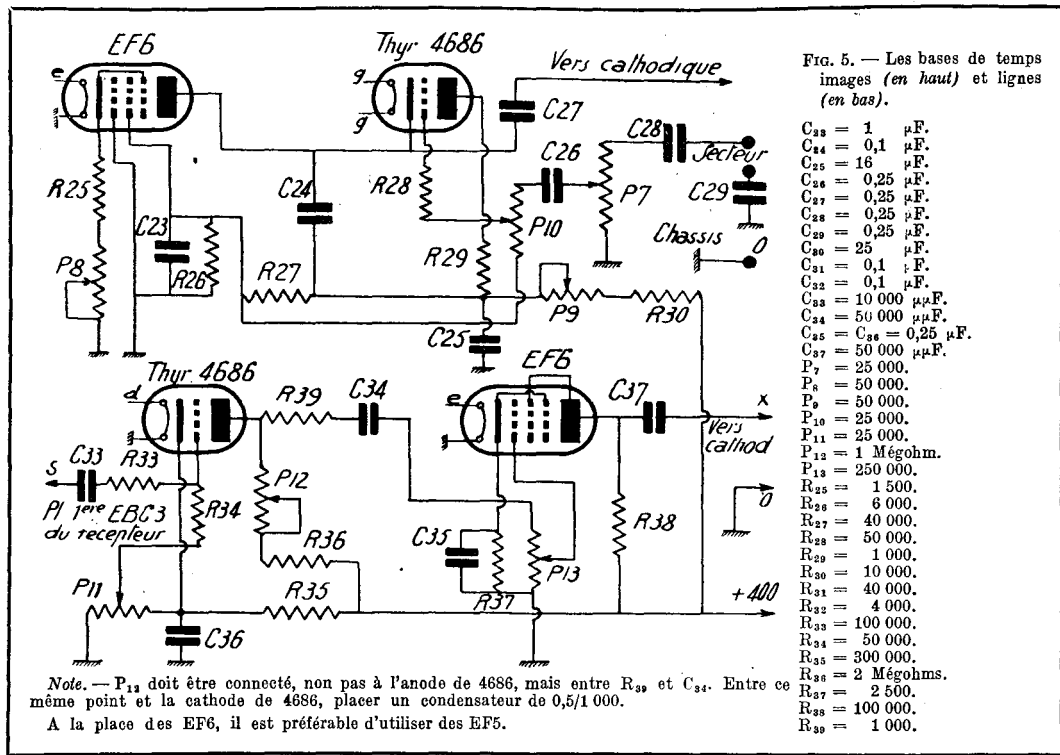 EF6
Thyr 4686
Vers cathodique
e
g
g
C27
C28
Secteur
C26
R25
C24
R28
P7
C29
C23
P10
P8
R26
R27
R29
Chassis
O
P9
R30
C25
Thyr 4686
EF6
d
R39
C34
e
C37
x
Vers
cathod
S
C33
R33
P12
Pl 1ere EBC3
du recepteur
R34
O
R36
C35
R38
P11
R35
R37
P13
+400
C36
Note. — P₁₂ doit être connecté, non pas à l'anode de 4686, mais entre R₃₉ et C₃₄. Entre ce
même point et la cathode de 4686, placer un condensateur de 0,5/1 000.
A la place des EF6, il est préférable d'utiliser des EF5.
FIG. 5. — Les bases de temps
images (en haut) et lignes
(en bas).
C₂₃ = 1 μF.
C₂₄ = 0,1 μF.
C₂₅ = 16 μF.
C₂₆ = 0,25 μF.
C₂₇ = 0,25 μF.
C₂₈ = 0,25 μF.
C₂₉ = 0,25 μF.
C₃₀ = 25 μF.
C₃₁ = 0,1 μF.
C₃₂ = 0,1 μF.
C₃₃ = 10 000 μμF.
C₃₄ = 50 000 μμF.
C₃₅ = C₃₆ = 0,25 μF.
C₃₇ = 50 000 μμF.
P₇ = 25 000.
P₈ = 50 000.
P₉ = 50 000.
P₁₀ = 25 000.
P₁₁ = 25 000.
P₁₂ = 1 Mégohm.
P₁₃ = 250 000.
R₂₅ = 1 500.
R₂₆ = 6 000.
R₂₇ = 40 000.
R₂₈ = 50 000.
R₂₉ = 1 000.
R₃₀ = 10 000.
R₃₁ = 40 000.
R₃₂ = 4 000.
R₃₃ = 100 000.
R₃₄ = 50 000.
R₃₅ = 300 000.
R₃₆ = 2 Mégohms.
R₃₇ = 2 500.
R₃₈ = 100 000.
R₃₉ = 1 000.